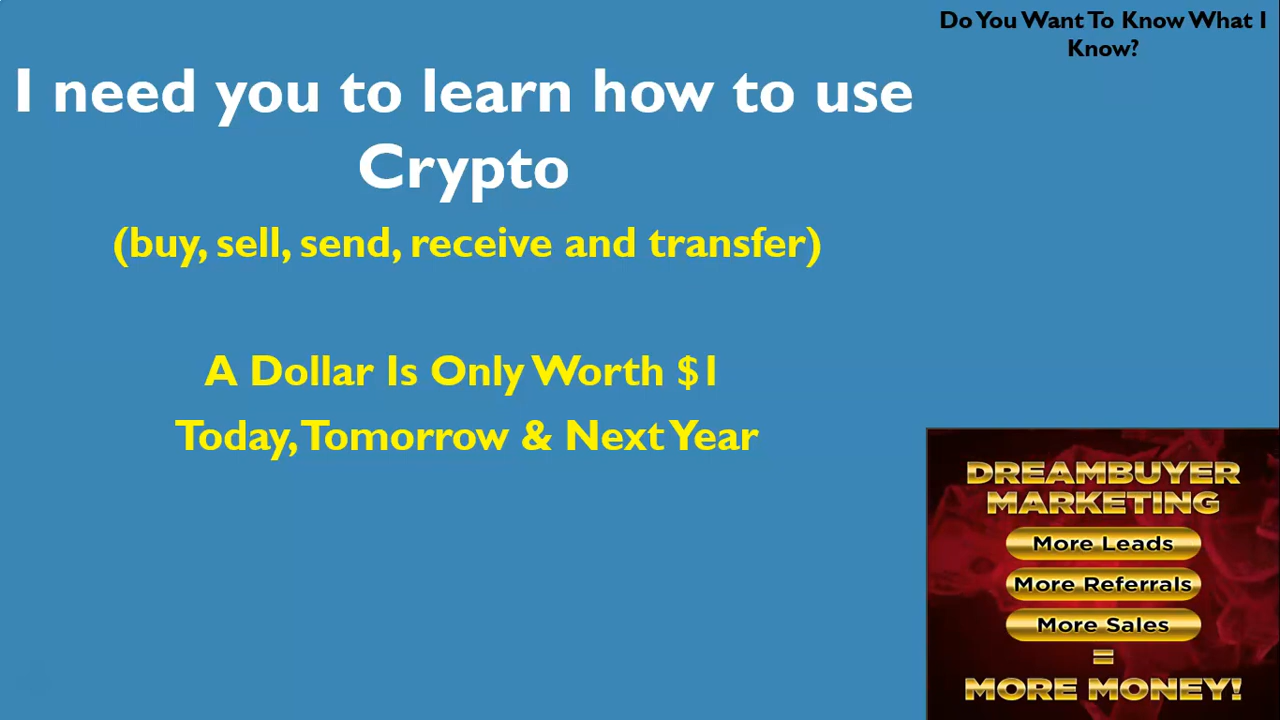 Do You Want To Know What I
Know?
I need you to learn how to use
Crypto
(buy, sell, send, receive and transfer)
A Dollar Is Only Worth $1
Today, Tomorrow & Next Year
DREAMBUYER
MARKETING
More Leads
More Referrals
More Sales
=
MORE MONEY!